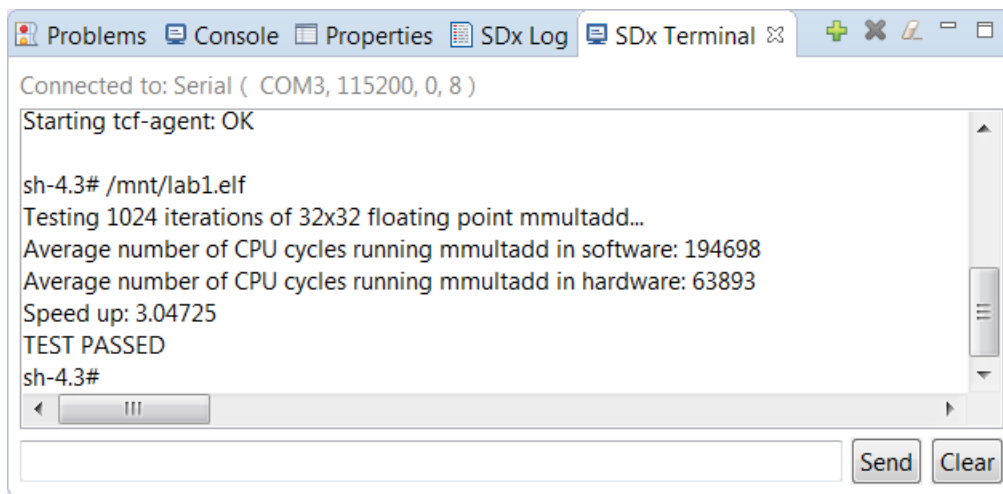 Problems Console Properties SDx Log SDx Terminal
Connected to: Serial ( COM3, 115200, 0, 8 )
Starting tcf-agent: OK
sh-4.3# /mnt/lab1.elf
Testing 1024 iterations of 32x32 floating point mmultadd...
Average number of CPU cycles running mmultadd in software: 194698
Average number of CPU cycles running mmultadd in hardware: 63893
Speed up: 3.04725
TEST PASSED
sh-4.3#
Send Clear